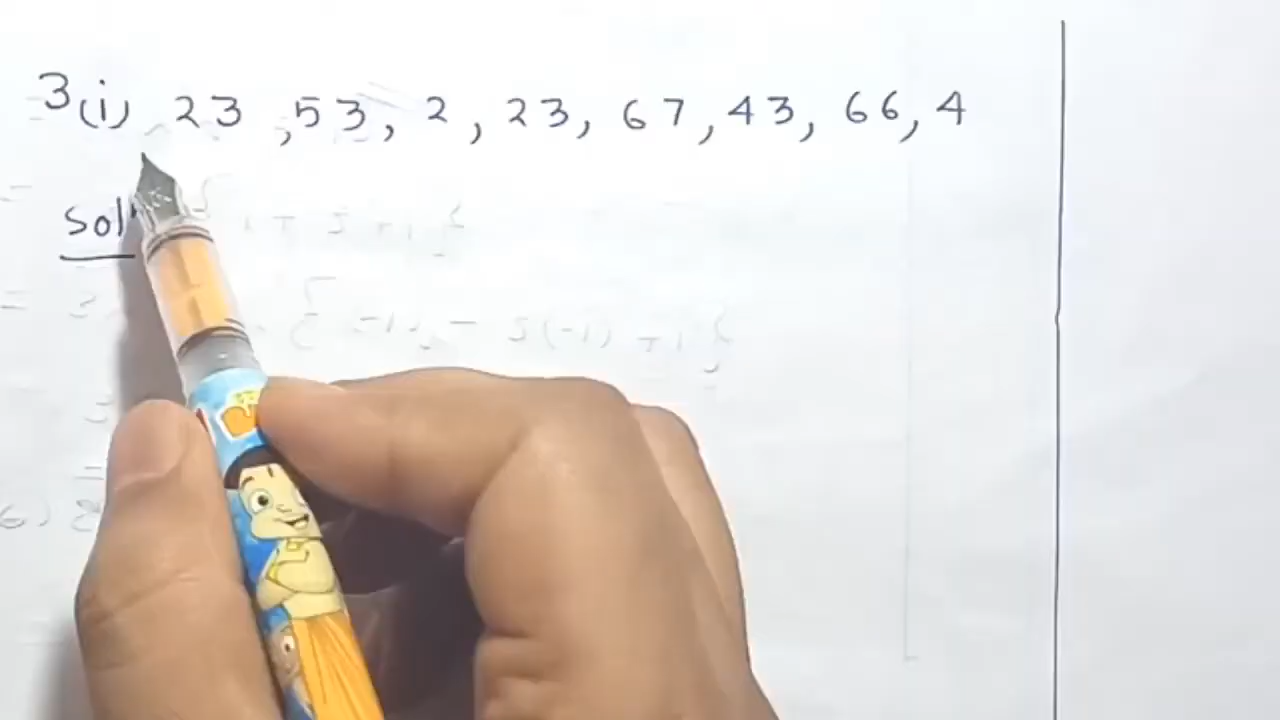 3(i) 23, 53, 2, 23, 67, 43, 66, 4
Sol